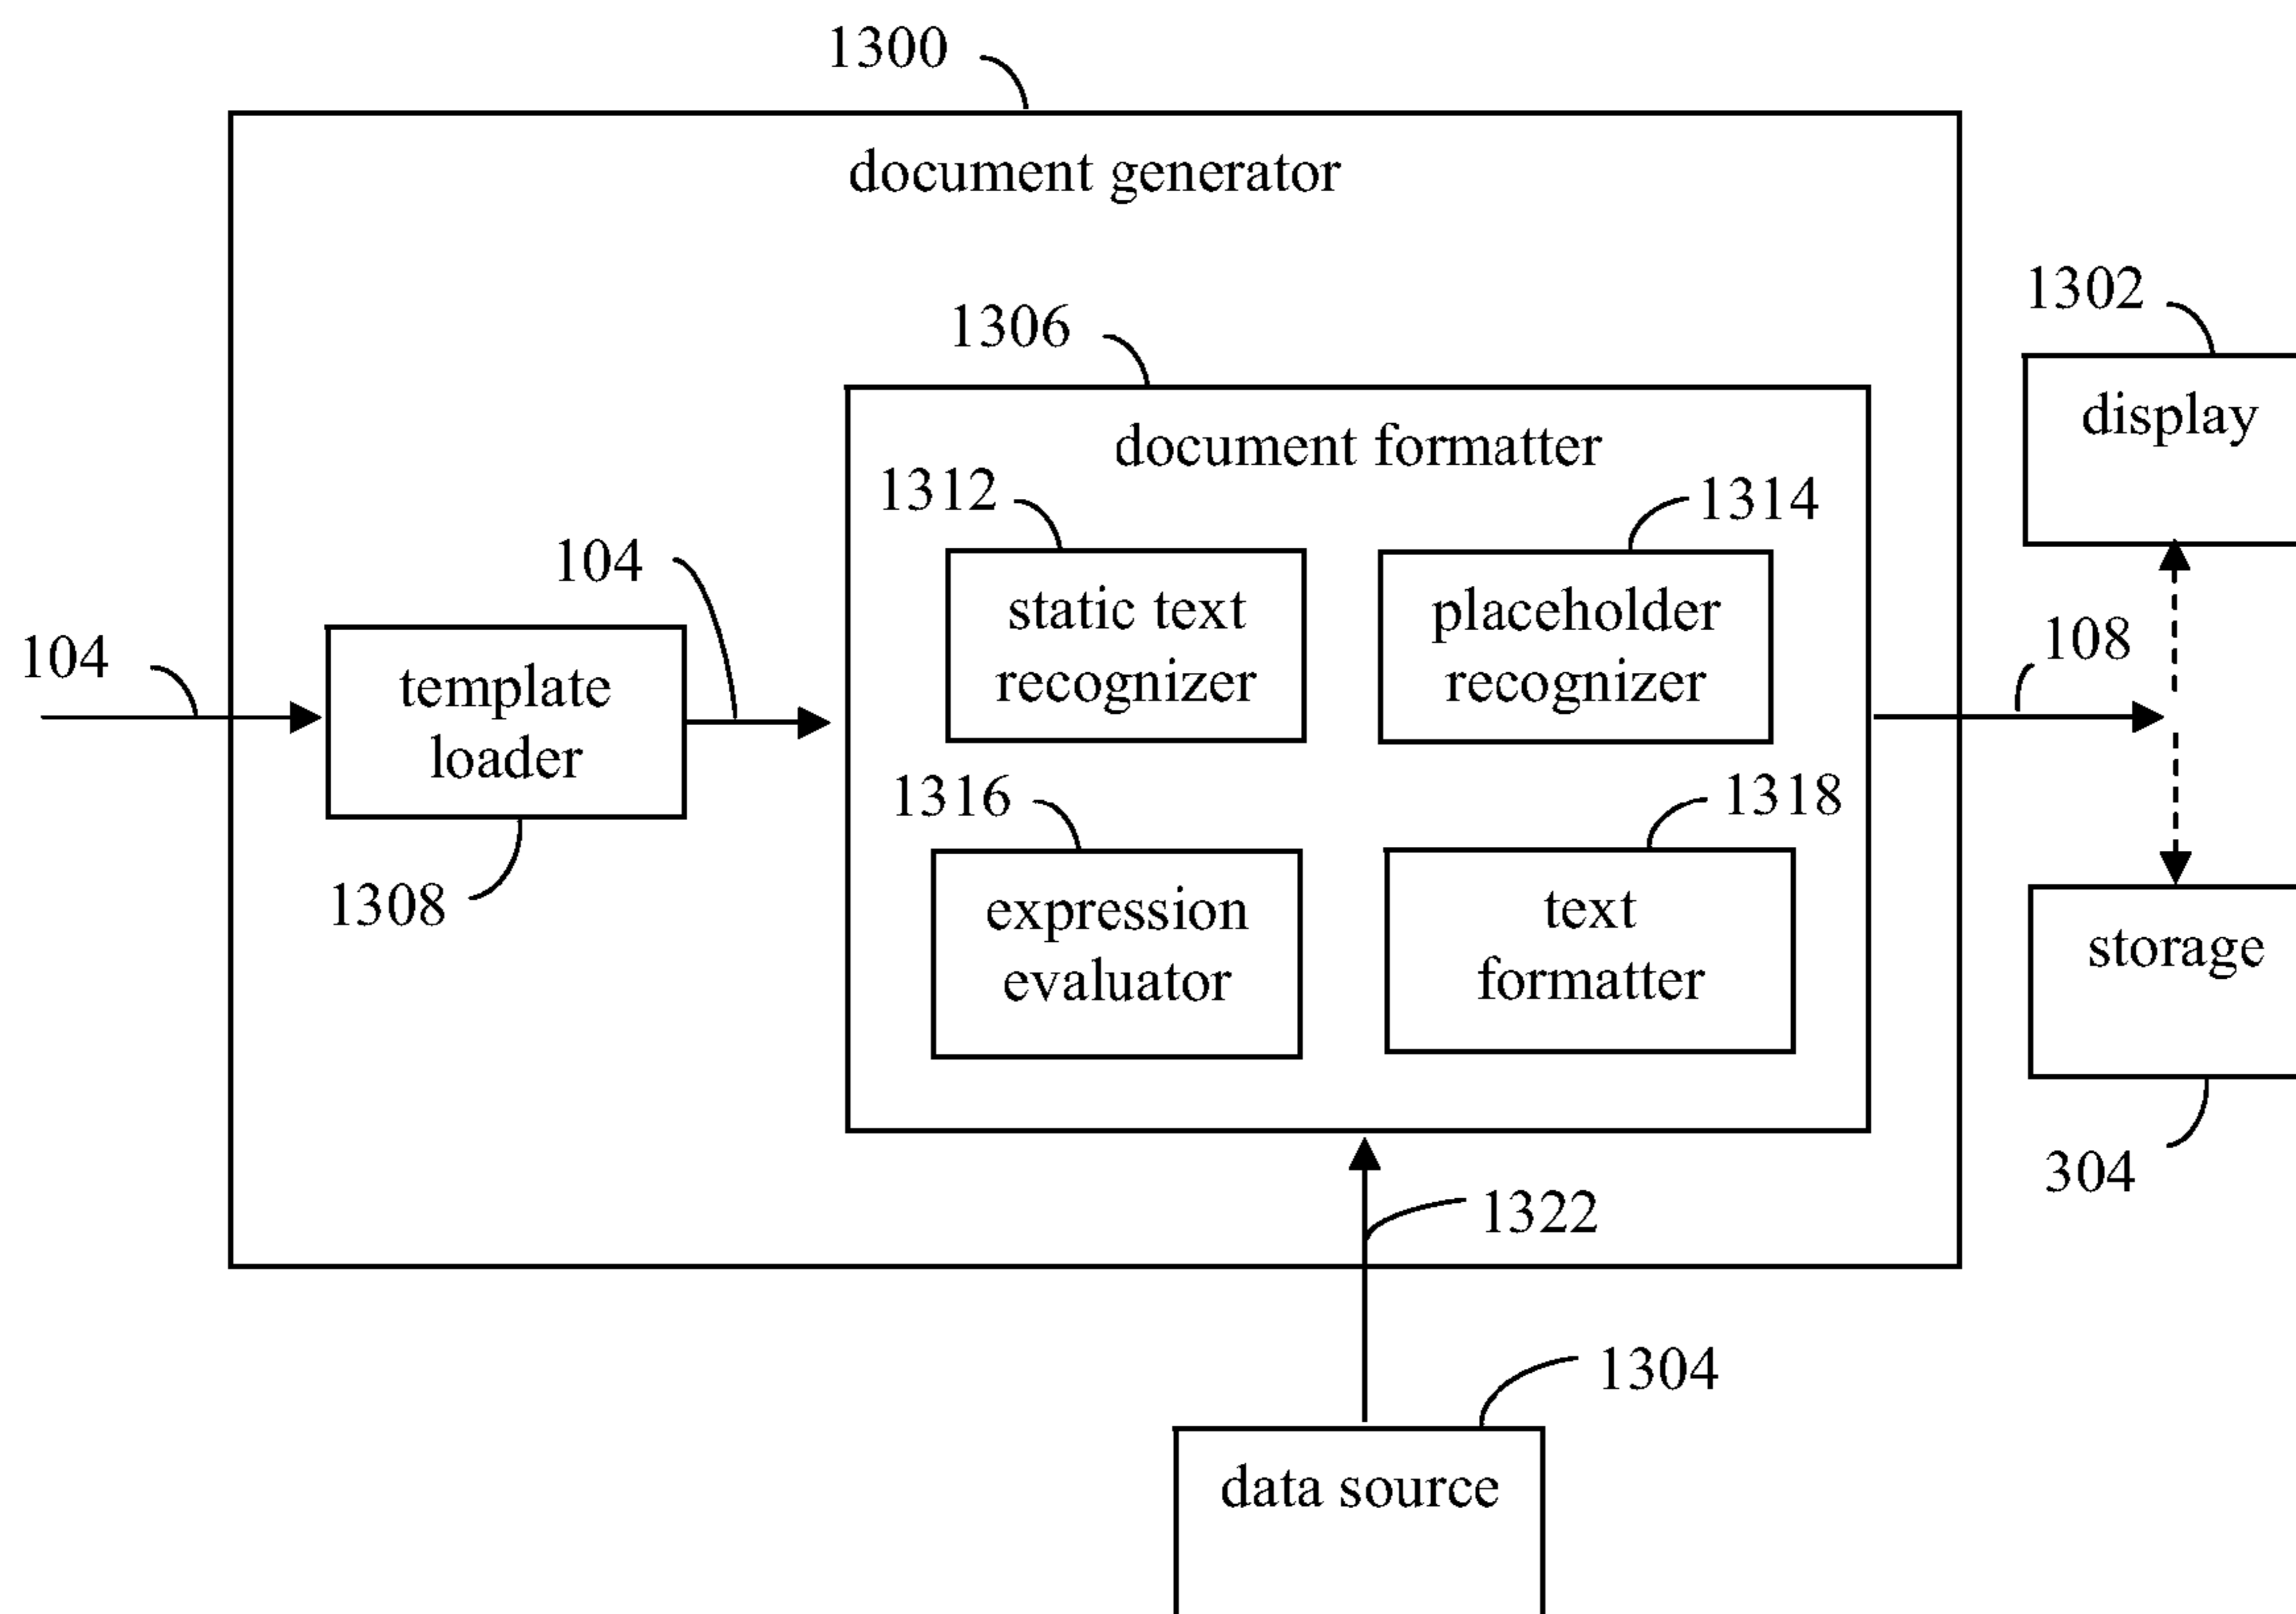 1300
document generator
1302
1306
display
document formatter
1312
1314
104
static text
recognizer
placeholder
recognizer
104
108
template
loader
1316
1318
1308
expression
evaluator
text
formatter
storage
304
1322
1304
data source